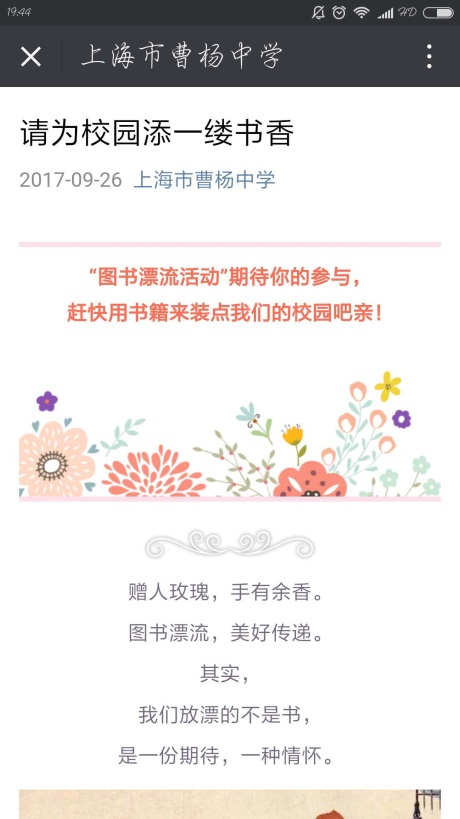 19:44
HD
上海市曹杨中学
请为校园添一缕书香
2017-09-26 上海市曹杨中学
“图书漂流活动”期待你的参与，
赶快用书籍来装点我们的校园吧亲！
赠人玫瑰，手有余香。
图书漂流，美好传递。
其实，
我们放漂的不是书，
是一份期待，一种情怀。